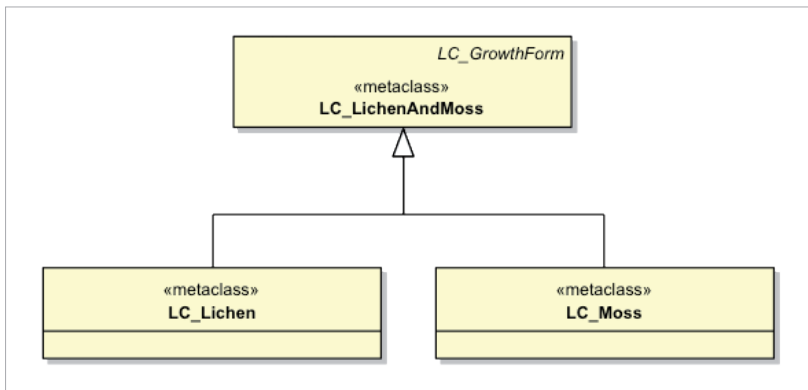 LC_GrowthForm
«metaclass»
LC_LichenAndMoss
«metaclass»
LC_Lichen
«metaclass»
LC_Moss